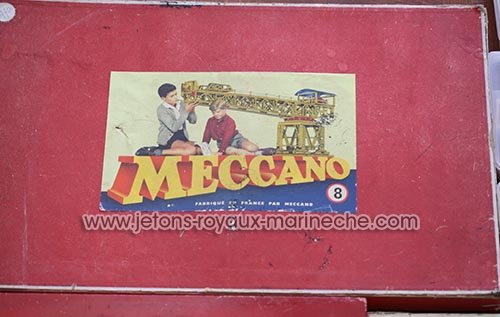 MECCANO
8
FABRIQUÉ EN FRANCE PAR MECCANO
www.jetons-royaux-marineche.com